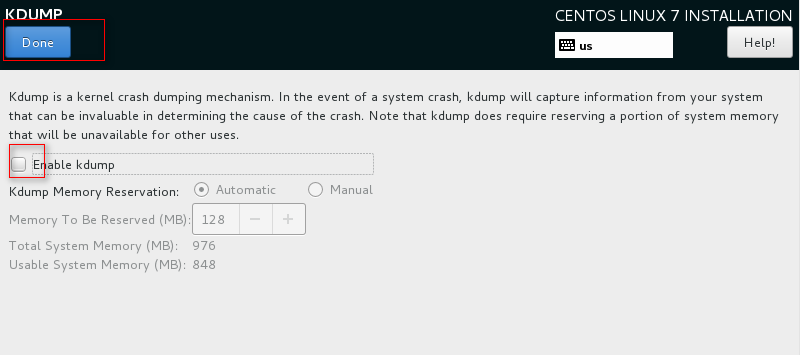 KDUMP
CENTOS LINUX 7 INSTALLATION
Done
us
Help!
Kdump is a kernel crash dumping mechanism. In the event of a system crash, kdump will capture information from your system
that can be invaluable in determining the cause of the crash. Note that kdump does require reserving a portion of system memory
that will be unavailable for other uses.
Enable kdump
Kdump Memory Reservation: Automatic Manual
Memory To Be Reserved (MB): 128 − +
Total System Memory (MB): 976
Usable System Memory (MB): 848